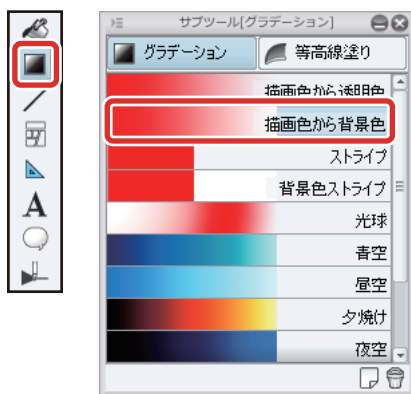 サブツール[グラデーション]
グラデーション
等高線塗り
描画色から透明色
描画色から背景色
ストライプ
背景色ストライプ
光球
青空
昼空
夕焼け
夜空
A